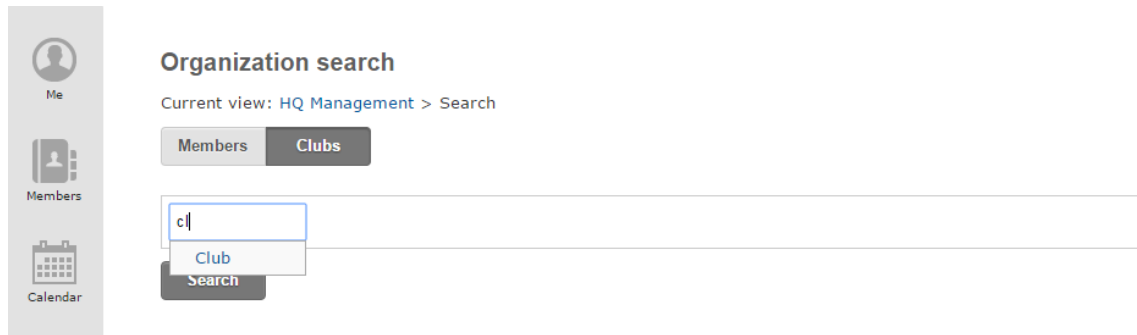 Me
Members
Calendar
Organization search
Current view: HQ Management > Search
Members Clubs
cl
Club
Search